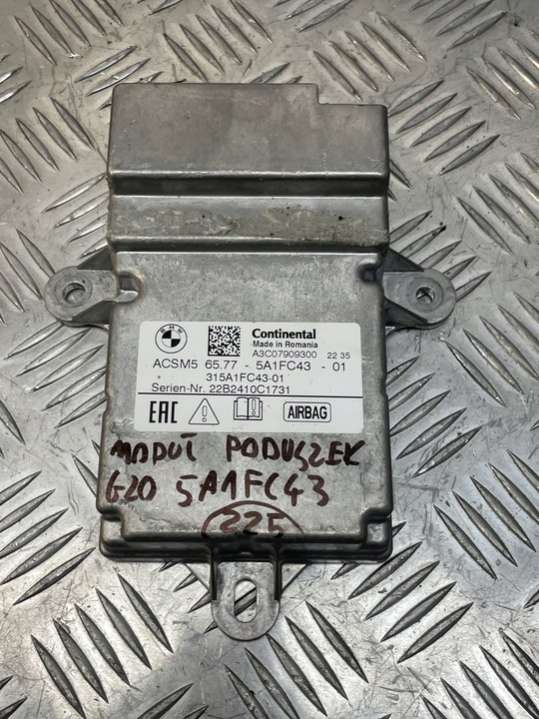 BMW
Continental
Made in Romania
A3C07909300 22 35
ACSM5 65.77 - 5A1FC43 - 01
315A1FC43-01
Serien-Nr. 22B2410C1731
EAC
AIRBAG
MODUŁ PODUSZEK
G20 5A1FC43
225